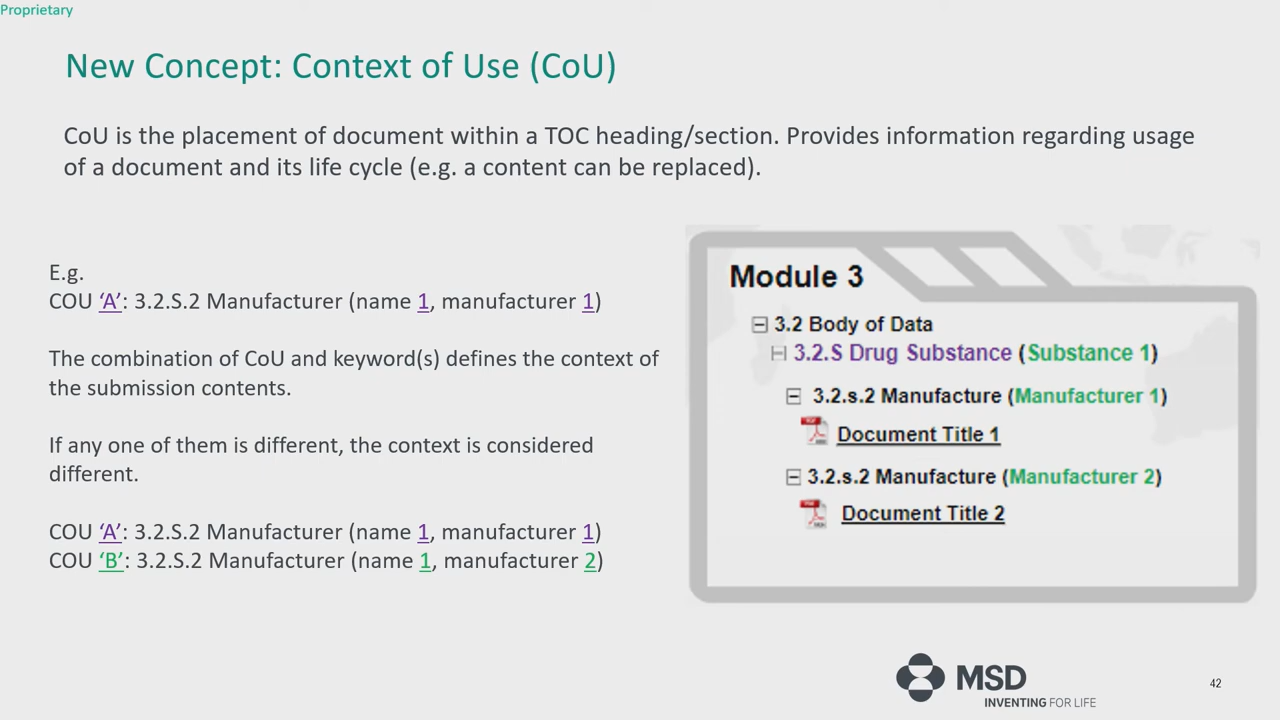 Proprietary
New Concept: Context of Use (CoU)
CoU is the placement of document within a TOC heading/section. Provides information regarding usage
of a document and its life cycle (e.g. a content can be replaced).
E.g.
COU ‘A’: 3.2.S.2 Manufacturer (name 1, manufacturer 1)
The combination of CoU and keyword(s) defines the context of
the submission contents.
If any one of them is different, the context is considered
different.
COU ‘A’: 3.2.S.2 Manufacturer (name 1, manufacturer 1)
COU ‘B’: 3.2.S.2 Manufacturer (name 1, manufacturer 2)
Module 3
3.2 Body of Data
3.2.S Drug Substance (Substance 1)
3.2.s.2 Manufacture (Manufacturer 1)
Document Title 1
3.2.s.2 Manufacture (Manufacturer 2)
Document Title 2
MSD
INVENTING FOR LIFE
42